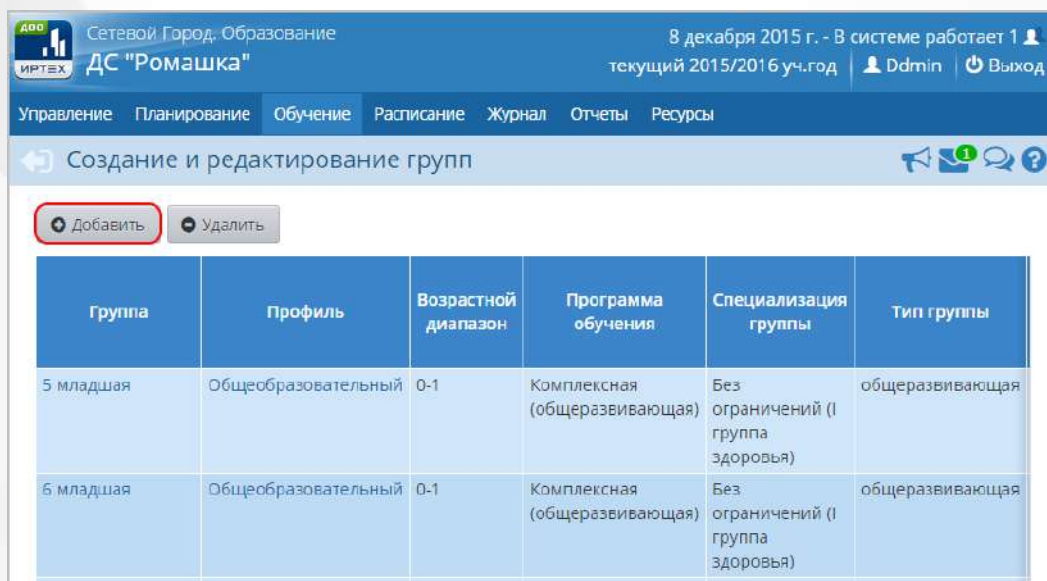 ДОО
ИРТЕХ
Сетевой Город. Образование
ДС "Ромашка"
8 декабря 2015 г. - В системе работает 1
текущий 2015/2016 уч.год Ddmin Выход
Управление Планирование Обучение Расписание Журнал Отчеты Ресурсы
Создание и редактирование групп
1
?
Добавить Удалить
Группа Профиль Возрастной диапазон Программа обучения Специализация группы Тип группы
5 младшая Общеобразовательный 0-1 Комплексная (общеразвивающая) Без ограничений (I группа здоровья) общеразвивающая
6 младшая Общеобразовательный 0-1 Комплексная (общеразвивающая) Без ограничений (I группа здоровья) общеразвивающая